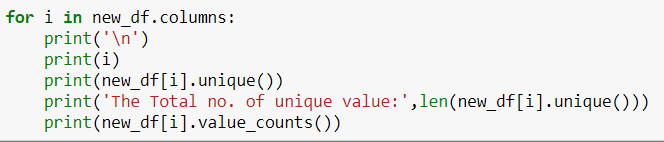 for i in new_df.columns:
    print('\n')
    print(i)
    print(new_df[i].unique())
    print('The Total no. of unique value:',len(new_df[i].unique()))
    print(new_df[i].value_counts())